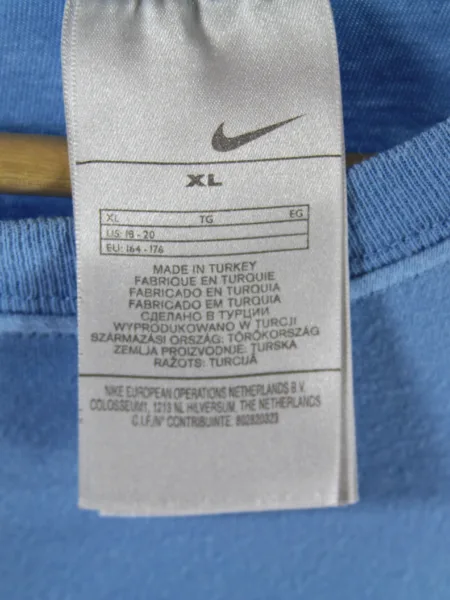 XL
XL TG EG
US: 18 - 20
EU: 164 - 176
MADE IN TURKEY
FABRIQUE EN TURQUIE
FABRICADO EN TURQUIA
FABRICADO EM TURQUIA
СДЕЛАНО В ТУРЦИИ
WYPRODUKOWANO W TURCJI
SZÁRMAZÁSI ORSZÁG: TÖRÖKORSZÁG
ZEMLJA PROIZVODNJE: TURSKA
RAŽOTS: TURCIJĀ
NIKE EUROPEAN OPERATIONS NETHERLANDS B.V.
COLOSSEUM1, 1213 NL HILVERSUM, THE NETHERLANDS
C.I.F./N° CONTRIBUINTE: